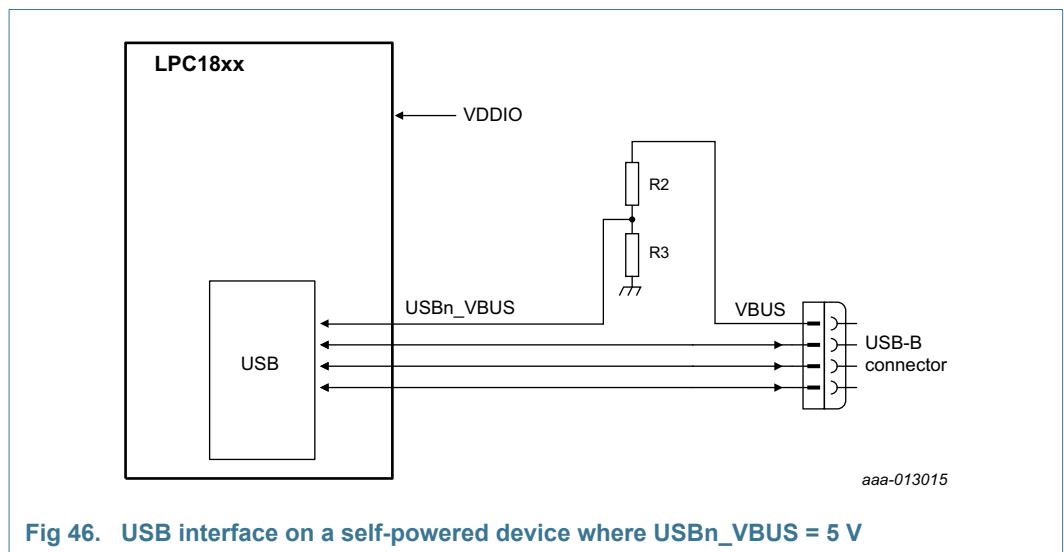 LPC18xx
VDDIO
R2
R3
USBn_VBUS
VBUS
USB
USB-B
connector
aaa-013015
Fig 46. USB interface on a self-powered device where USBn_VBUS = 5 V